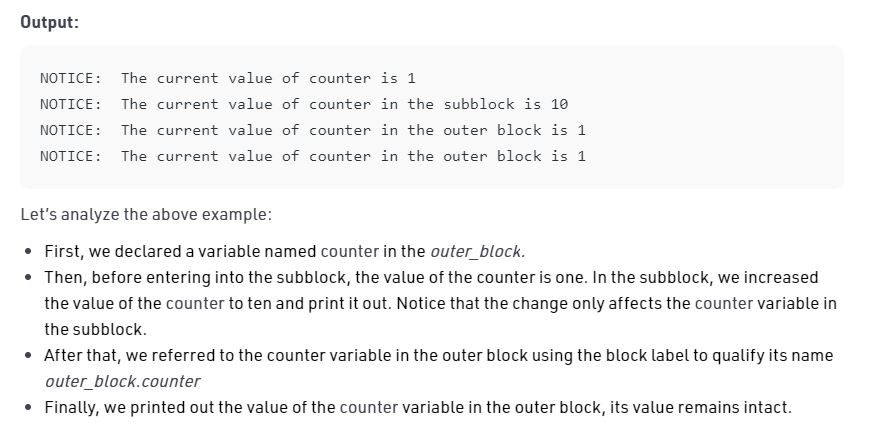 Output:
NOTICE:  The current value of counter is 1
NOTICE:  The current value of counter in the subblock is 10
NOTICE:  The current value of counter in the outer block is 1
NOTICE:  The current value of counter in the outer block is 1
Let’s analyze the above example:
• First, we declared a variable named counter in the outer_block.
• Then, before entering into the subblock, the value of the counter is one. In the subblock, we increased
the value of the counter to ten and print it out. Notice that the change only affects the counter variable in
the subblock.
• After that, we referred to the counter variable in the outer block using the block label to qualify its name
outer_block.counter
• Finally, we printed out the value of the counter variable in the outer block, its value remains intact.